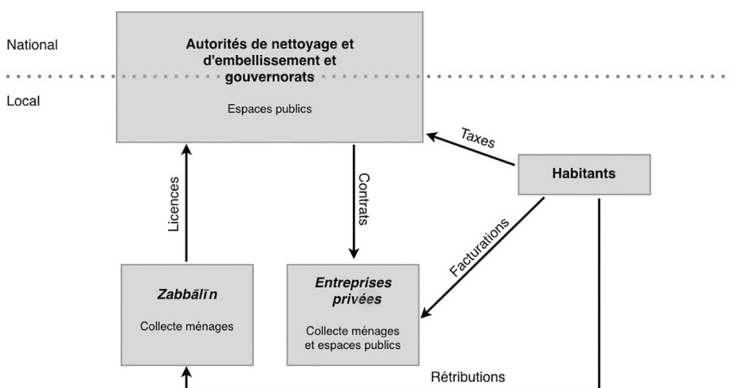 National
Autorités de nettoyage et
d'embellissement et
gouvernorats
Local
Espaces publics
Taxes
Habitants
Licences
Contrats
Facturations
Zabbālīn
Collecte ménages
Entreprises
privées
Collecte ménages
et espaces publics
Rétributions